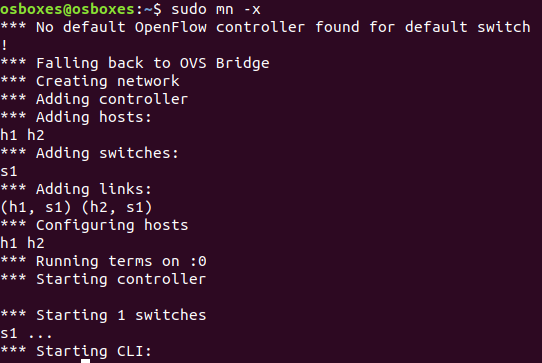 osboxes@osboxes:~$ sudo mn -x
*** No default OpenFlow controller found for default switch
!
*** Falling back to OVS Bridge
*** Creating network
*** Adding controller
*** Adding hosts:
h1 h2
*** Adding switches:
s1
*** Adding links:
(h1, s1) (h2, s1)
*** Configuring hosts
h1 h2
*** Running terms on :0
*** Starting controller
*** Starting 1 switches
s1 ...
*** Starting CLI: